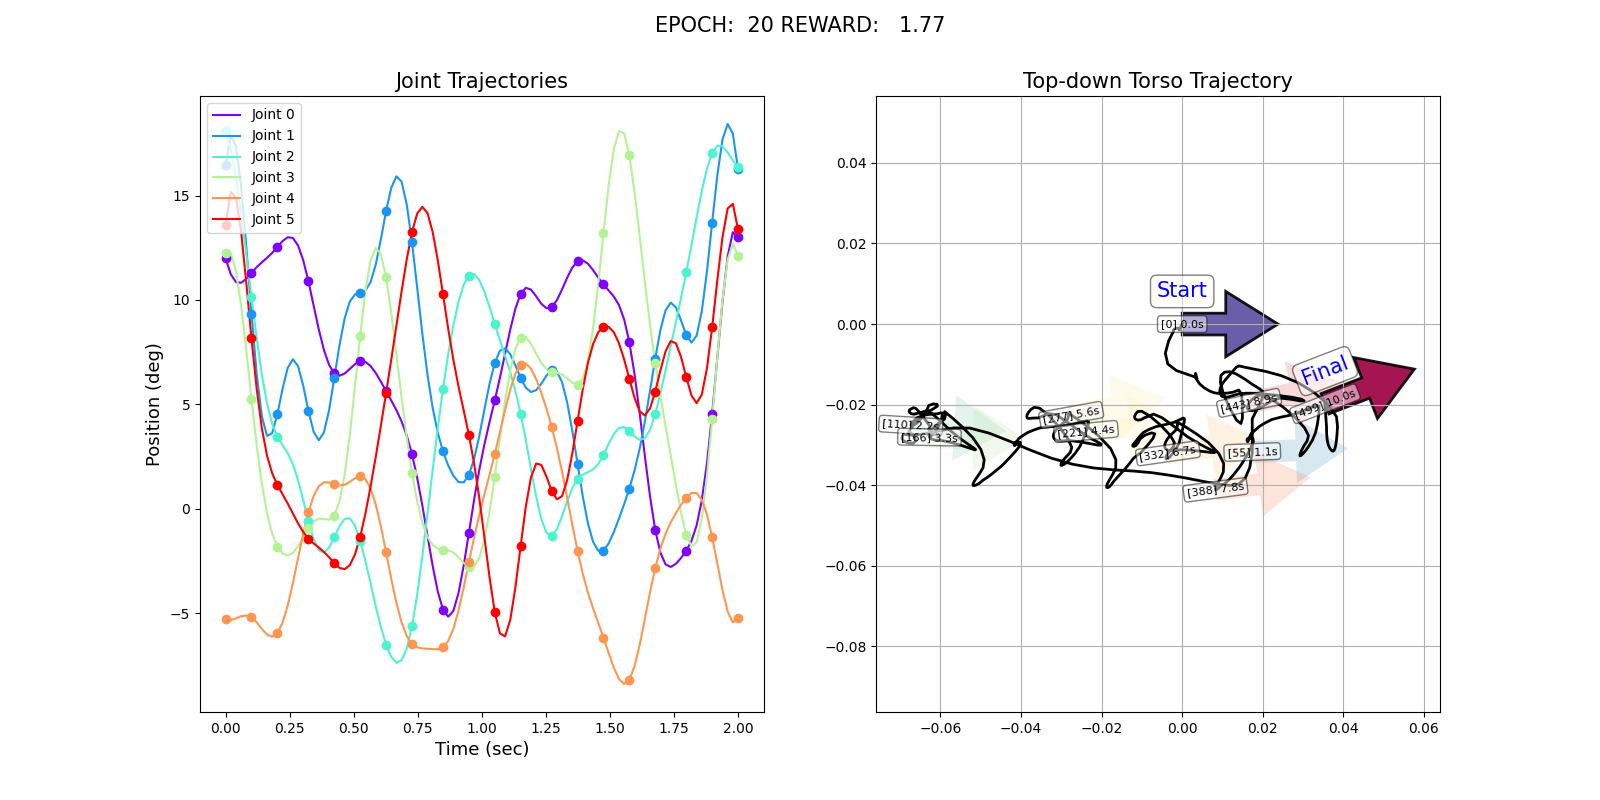 EPOCH:  20 REWARD:   1.77
Joint Trajectories
Joint 0
Joint 1
Joint 2
Joint 3
Joint 4
Joint 5
Position (deg)
15
10
5
0
−5
0.00 0.25 0.50 0.75 1.00 1.25 1.50 1.75 2.00
Time (sec)
Top-down Torso Trajectory
0.04
0.02
0.00
−0.02
−0.04
−0.06
−0.08
−0.06 −0.04 −0.02 0.00 0.02 0.04 0.06
Start
[0] 0.0s
Final
[443] 8.9s
[499] 10.0s
[110] 2.2s
[166] 3.3s
[277] 5.6s
[221] 4.4s
[332] 6.7s
[55] 1.1s
[388] 7.8s